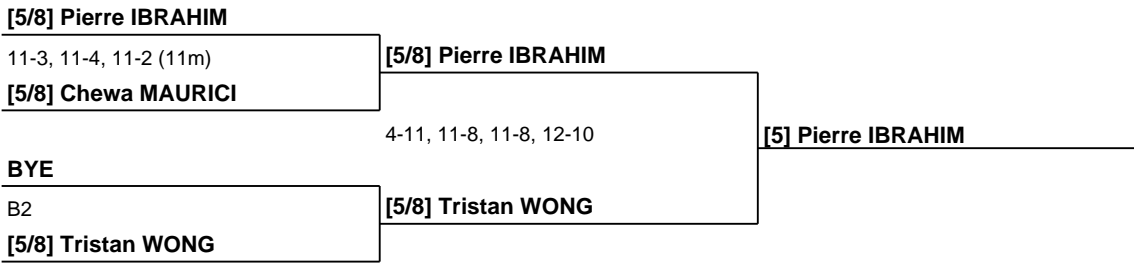 [5/8] Pierre IBRAHIM
11-3, 11-4, 11-2 (11m)
[5/8] Pierre IBRAHIM
[5/8] Chewa MAURICI
4-11, 11-8, 11-8, 12-10
[5] Pierre IBRAHIM
BYE
B2
[5/8] Tristan WONG
[5/8] Tristan WONG